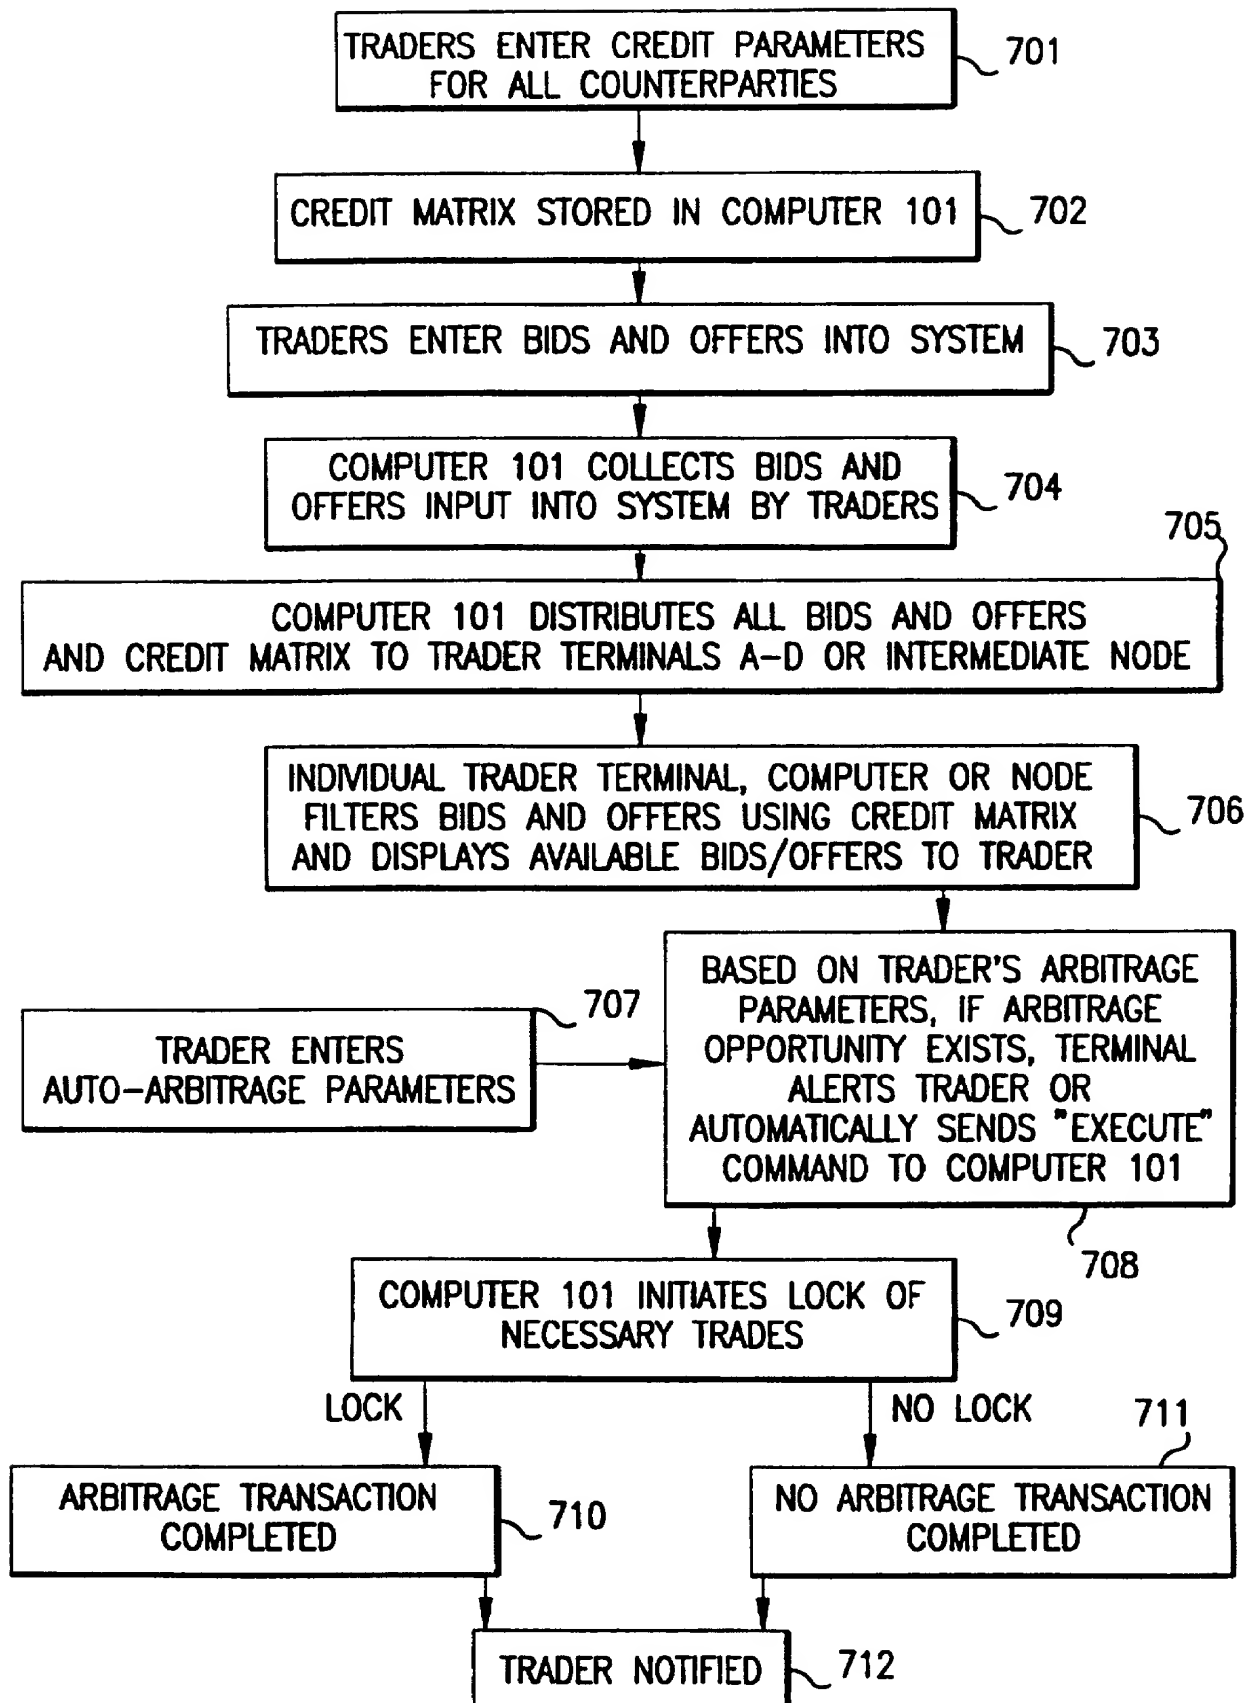 TRADERS ENTER CREDIT PARAMETERS
FOR ALL COUNTERPARTIES
701
CREDIT MATRIX STORED IN COMPUTER 101
702
TRADERS ENTER BIDS AND OFFERS INTO SYSTEM
703
COMPUTER 101 COLLECTS BIDS AND
OFFERS INPUT INTO SYSTEM BY TRADERS
704
705
COMPUTER 101 DISTRIBUTES ALL BIDS AND OFFERS
AND CREDIT MATRIX TO TRADER TERMINALS A-D OR INTERMEDIATE NODE
INDIVIDUAL TRADER TERMINAL, COMPUTER OR NODE
FILTERS BIDS AND OFFERS USING CREDIT MATRIX
AND DISPLAYS AVAILABLE BIDS/OFFERS TO TRADER
706
707
TRADER ENTERS
AUTO-ARBITRAGE PARAMETERS
BASED ON TRADER'S ARBITRAGE
PARAMETERS, IF ARBITRAGE
OPPORTUNITY EXISTS, TERMINAL
ALERTS TRADER OR
AUTOMATICALLY SENDS "EXECUTE"
COMMAND TO COMPUTER 101
708
COMPUTER 101 INITIATES LOCK OF
NECESSARY TRADES
709
LOCK
NO LOCK
ARBITRAGE TRANSACTION
COMPLETED
710
711
NO ARBITRAGE TRANSACTION
COMPLETED
TRADER NOTIFIED
712